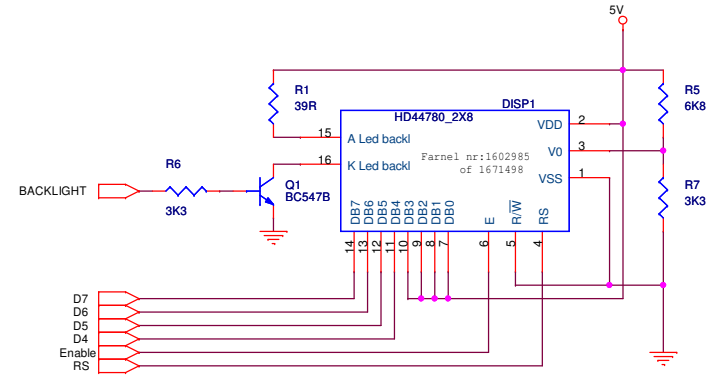 5V
R1
39R
R5
6K8
HD44780_2X8
DISP1
15
A Led backl
VDD
2
16
K Led backl
V0
3
Farnel nr:1602985
of 1671498
VSS
1
R6
3K3
Q1
BC547B
R7
3K3
BACKLIGHT
DB7
DB6
DB5
DB4
DB3
DB2
DB1
DB0
E
R/W
RS
14
13
12
11
10
9
8
7
6
5
4
D7
D6
D5
D4
Enable
RS